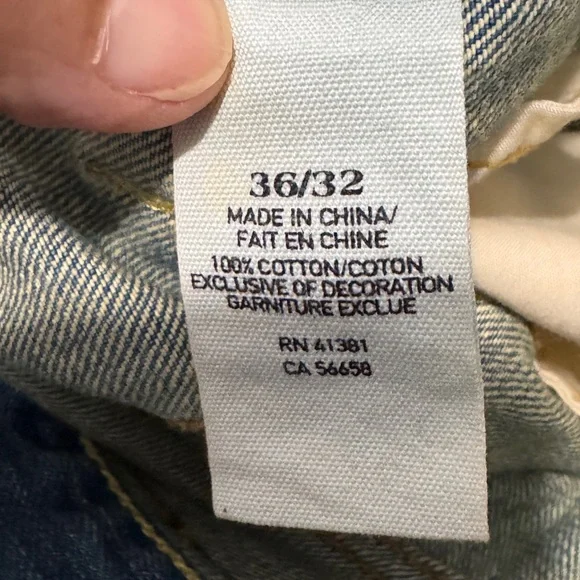 36/32
MADE IN CHINA/
FAIT EN CHINE
100% COTTON/COTON
EXCLUSIVE OF DECORATION
GARNITURE EXCLUE
RN 41381
CA 56658